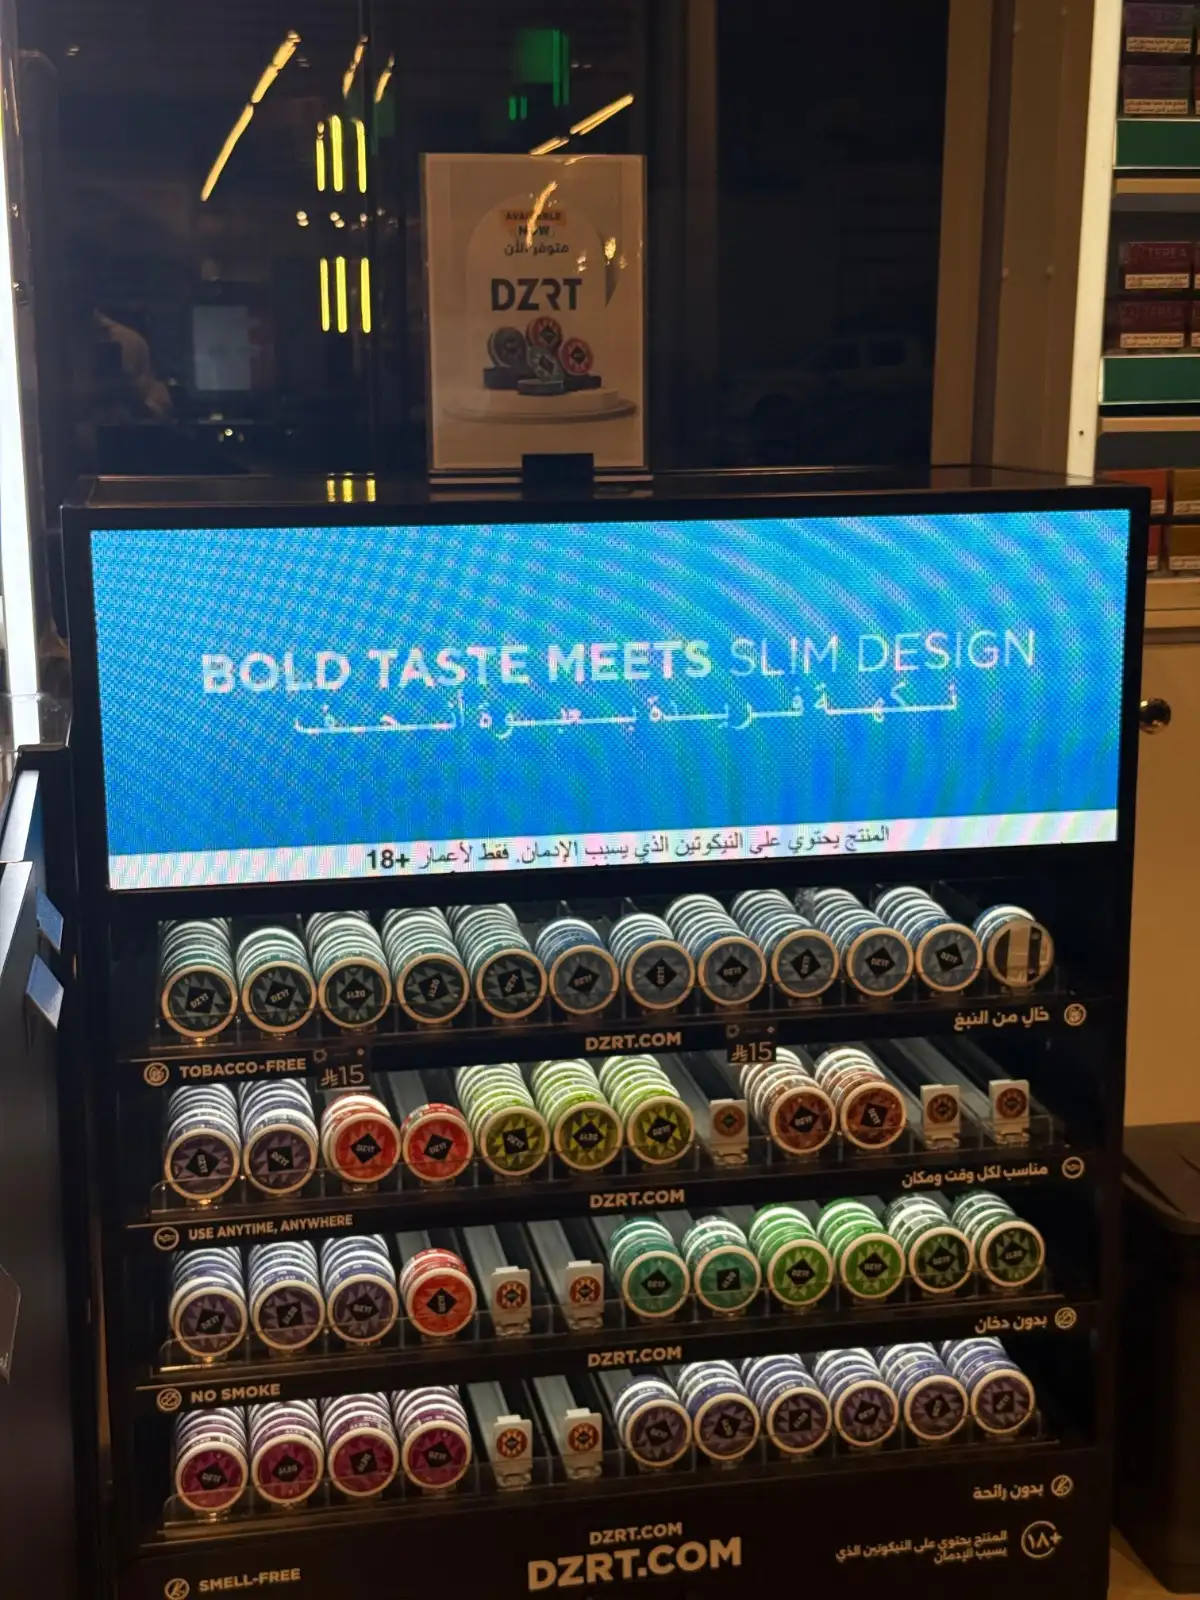 AVAILABLE
NOW
متوفر الآن
DZRT
BOLD TASTE MEETS SLIM DESIGN
نكهة فريدة بعبوة أنحف
المنتج يحتوي على النيكوتين الذي يسبب الإدمان. فقط لأعمار +18
TEREA
DZRT.COM
خالٍ من التبغ
TOBACCO-FREE
15
15
DZRT.COM
مناسب لكل وقت ومكان
USE ANYTIME, ANYWHERE
DZRT.COM
بدون دخان
NO SMOKE
بدون رائحة
DZRT.COM
DZRT.COM
SMELL-FREE
المنتج يحتوي على النيكوتين الذي
يسبب الإدمان
+١٨